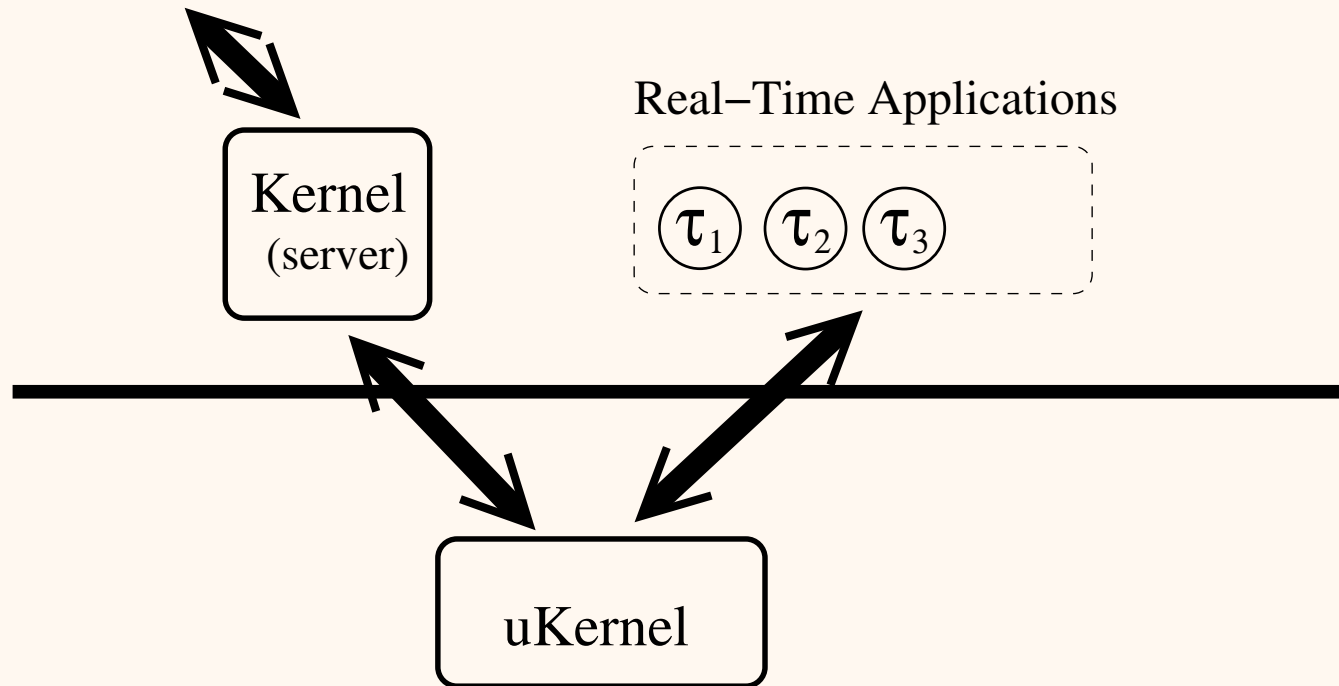 Real−Time Applications
Kernel
(server)
τ1 τ2 τ3
uKernel